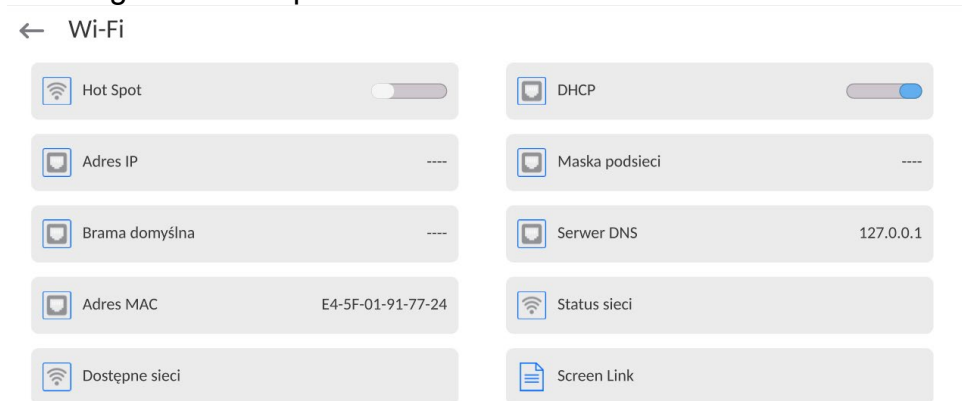 ← Wi-Fi
Hot Spot
DHCP
Adres IP ----
Maska podsieci ----
Brama domyślna ----
Serwer DNS 127.0.0.1
Adres MAC E4-5F-01-91-77-24
Status sieci
Dostępne sieci
Screen Link